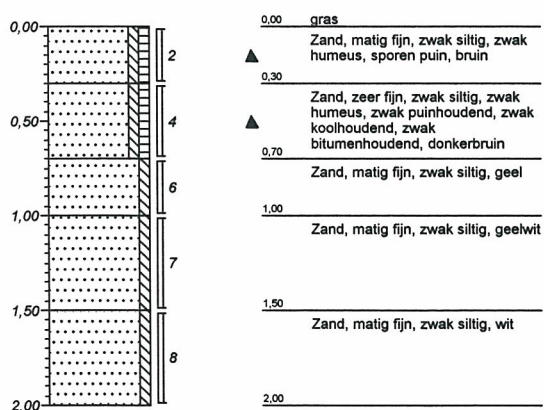 0,00
2
0,50
4
6
1,00
7
1,50
8
2,00
0,00 gras
Zand, matig fijn, zwak siltig, zwak
humeus, sporen puin, bruin
0,30
Zand, zeer fijn, zwak siltig, zwak
humeus, zwak puinhoudend, zwak
koolhoudend, zwak
bitumenhoudend, donkerbruin
0,70
Zand, matig fijn, zwak siltig, geel
1,00
Zand, matig fijn, zwak siltig, geelwit
1,50
Zand, matig fijn, zwak siltig, wit
2,00